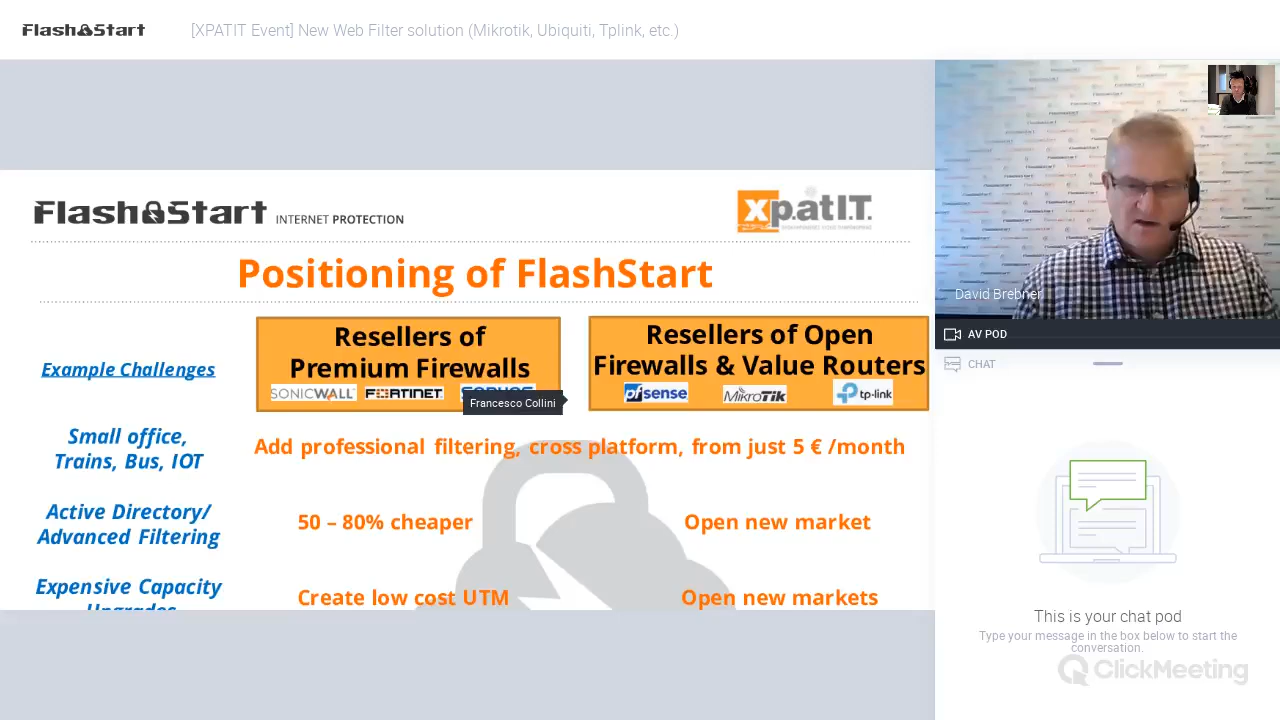 FlashStart
[XPATIT Event] New Web Filter solution (Mikrotik, Ubiquiti, Tplink, etc.)
FlashStart INTERNET PROTECTION
xp.at I.T.
Positioning of FlashStart
Example Challenges
Resellers of
Premium Firewalls
SONICWALL FORTINET SOPHOS
Resellers of Open
Firewalls & Value Routers
pfsense MikroTik tp-link
Francesco Collini
Small office,
Trains, Bus, IOT
Add professional filtering, cross platform, from just 5 € /month
Active Directory/
Advanced Filtering
50 – 80% cheaper
Open new market
Expensive Capacity
Upgrades
Create low cost UTM
Open new markets
David Brebner
AV POD
CHAT
This is your chat pod
Type your message in the box below to start the
conversation.
ClickMeeting